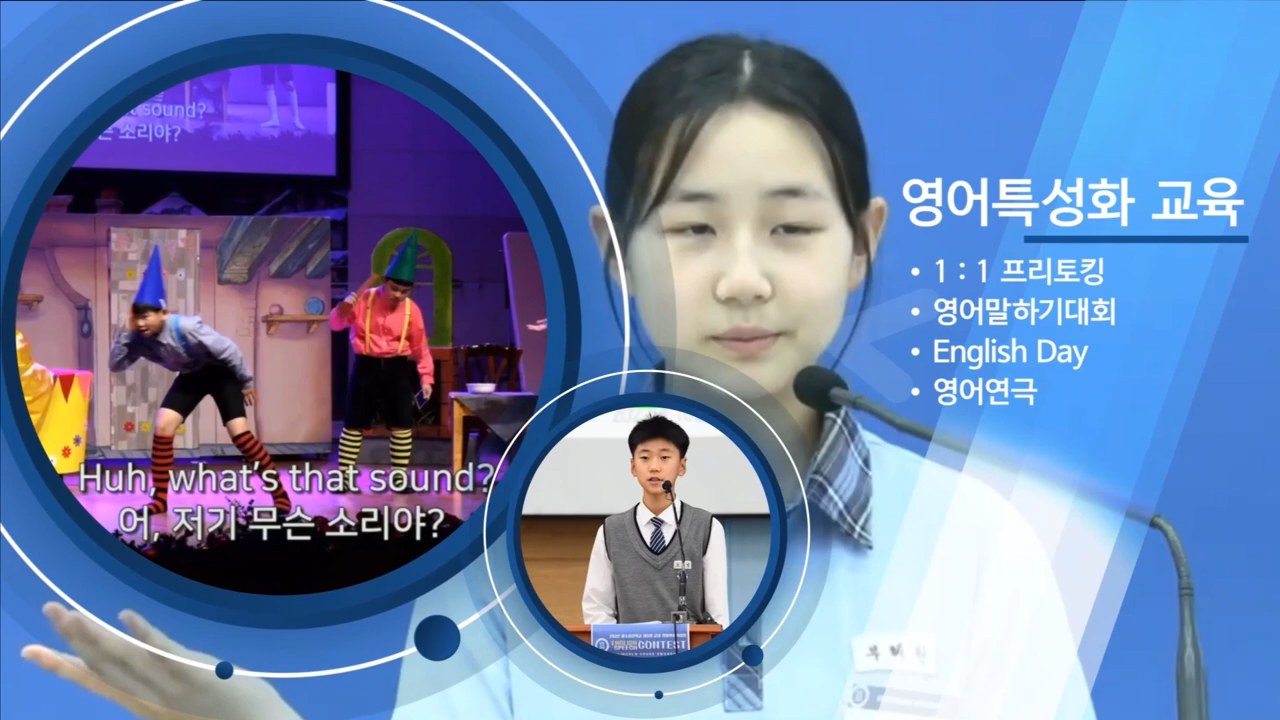 t sound?
소리야?
Huh, what's that sound?
어, 저기 무슨 소리야?
영어특성화 교육
• 1 : 1 프리토킹
• 영어말하기대회
• English Day
• 영어연극
ENGLISH
SPEECH CONTEST